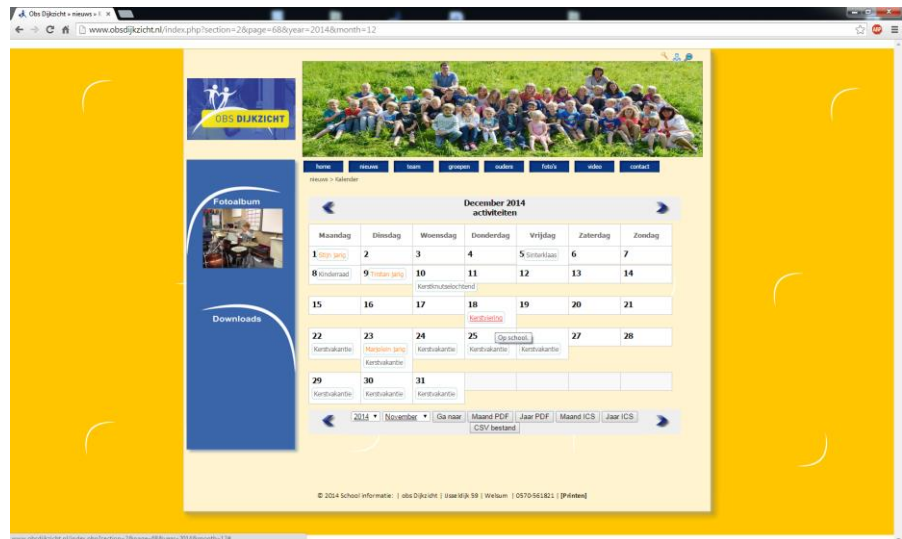 Obs Dijkzicht » nieuws »
www.obsdijkzicht.nl/index.php?section=2&page=68&year=2014&month=12
OBS DIJKZICHT
home nieuws team groepen ouders foto's video contact
Nieuws > Kalender
Fotoalbum
Downloads
December 2014
activiteiten
Maandag Dinsdag Woensdag Donderdag Vrijdag Zaterdag Zondag
1 jarig 2 3 4 5 Sinterklaas 6 7
8 Kinderraad 9 Tristan jarig 10 11 12 13 14
Kerstknutselochtend
15 16 17 18 19 20 21
Kerstviering
22 23 24 25 27 28
Op school.
Kerstvakantie Marjolein jarig Kerstvakantie Kerstvakantie Kerstvakantie
Kerstvakantie
29 30 31
Kerstvakantie Kerstvakantie Kerstvakantie
2014 November Ga naar Maand PDF Jaar PDF Maand ICS Jaar ICS
CSV bestand
© 2014 School informatie: | obs Dijkzicht | IJsseldijk 59 | Welsum | 0570-561821 | [Printen]